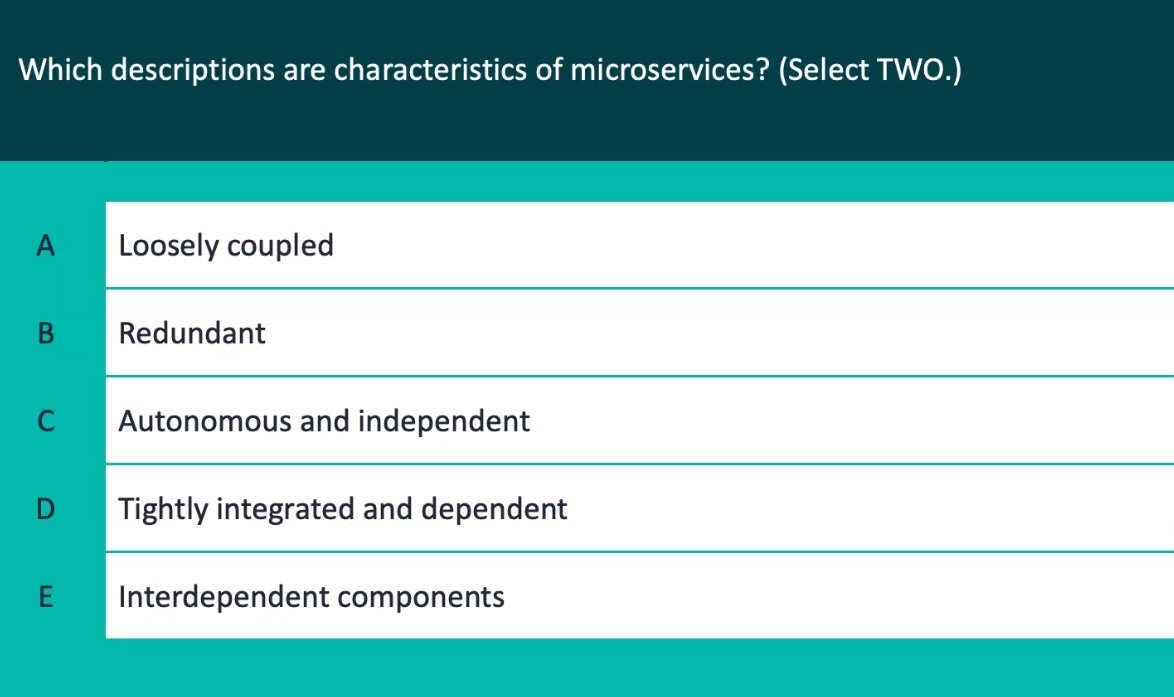 Which descriptions are characteristics of microservices? (Select TWO.)
A Loosely coupled
B Redundant
C Autonomous and independent
D Tightly integrated and dependent
E Interdependent components